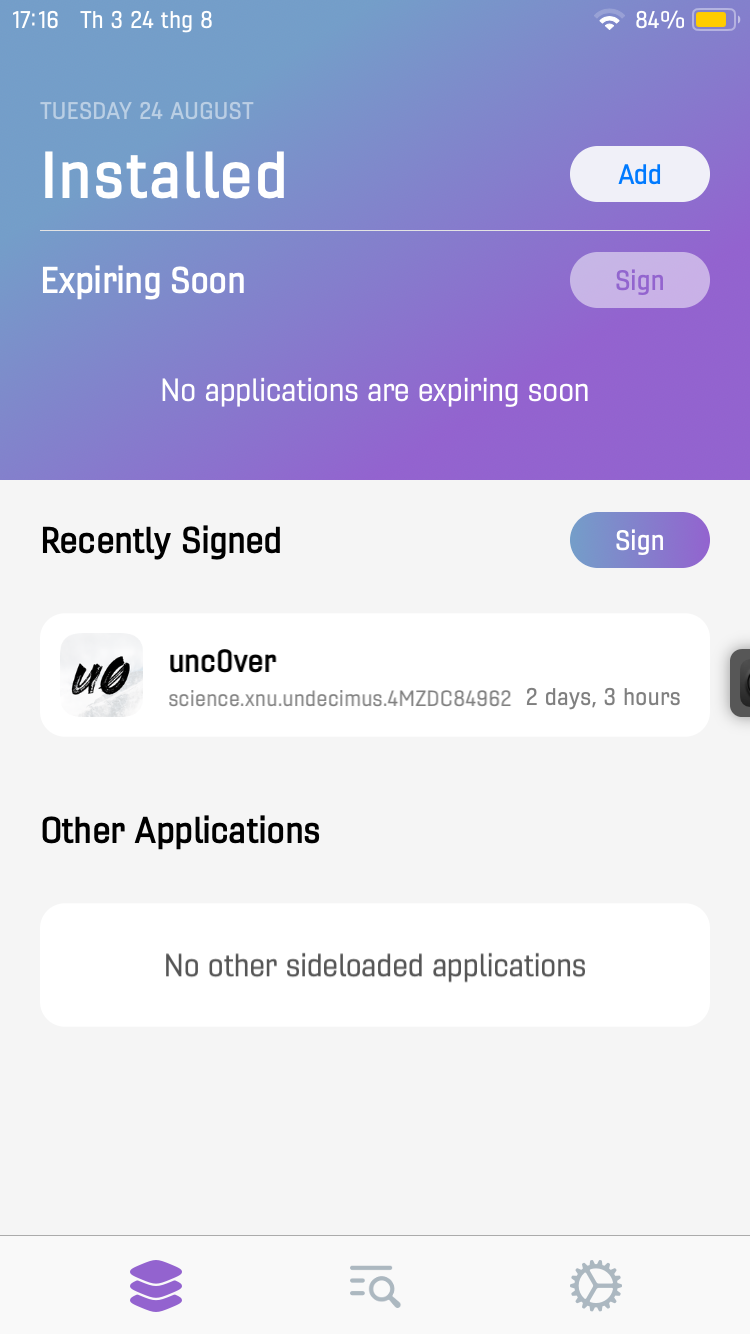 17:16 Th 3 24 thg 8 84%
TUESDAY 24 AUGUST
Installed Add
Expiring Soon Sign
No applications are expiring soon
Recently Signed Sign
u0
unc0ver
science.xnu.undecimus.4MZDC84962 2 days, 3 hours
Other Applications
No other sideloaded applications